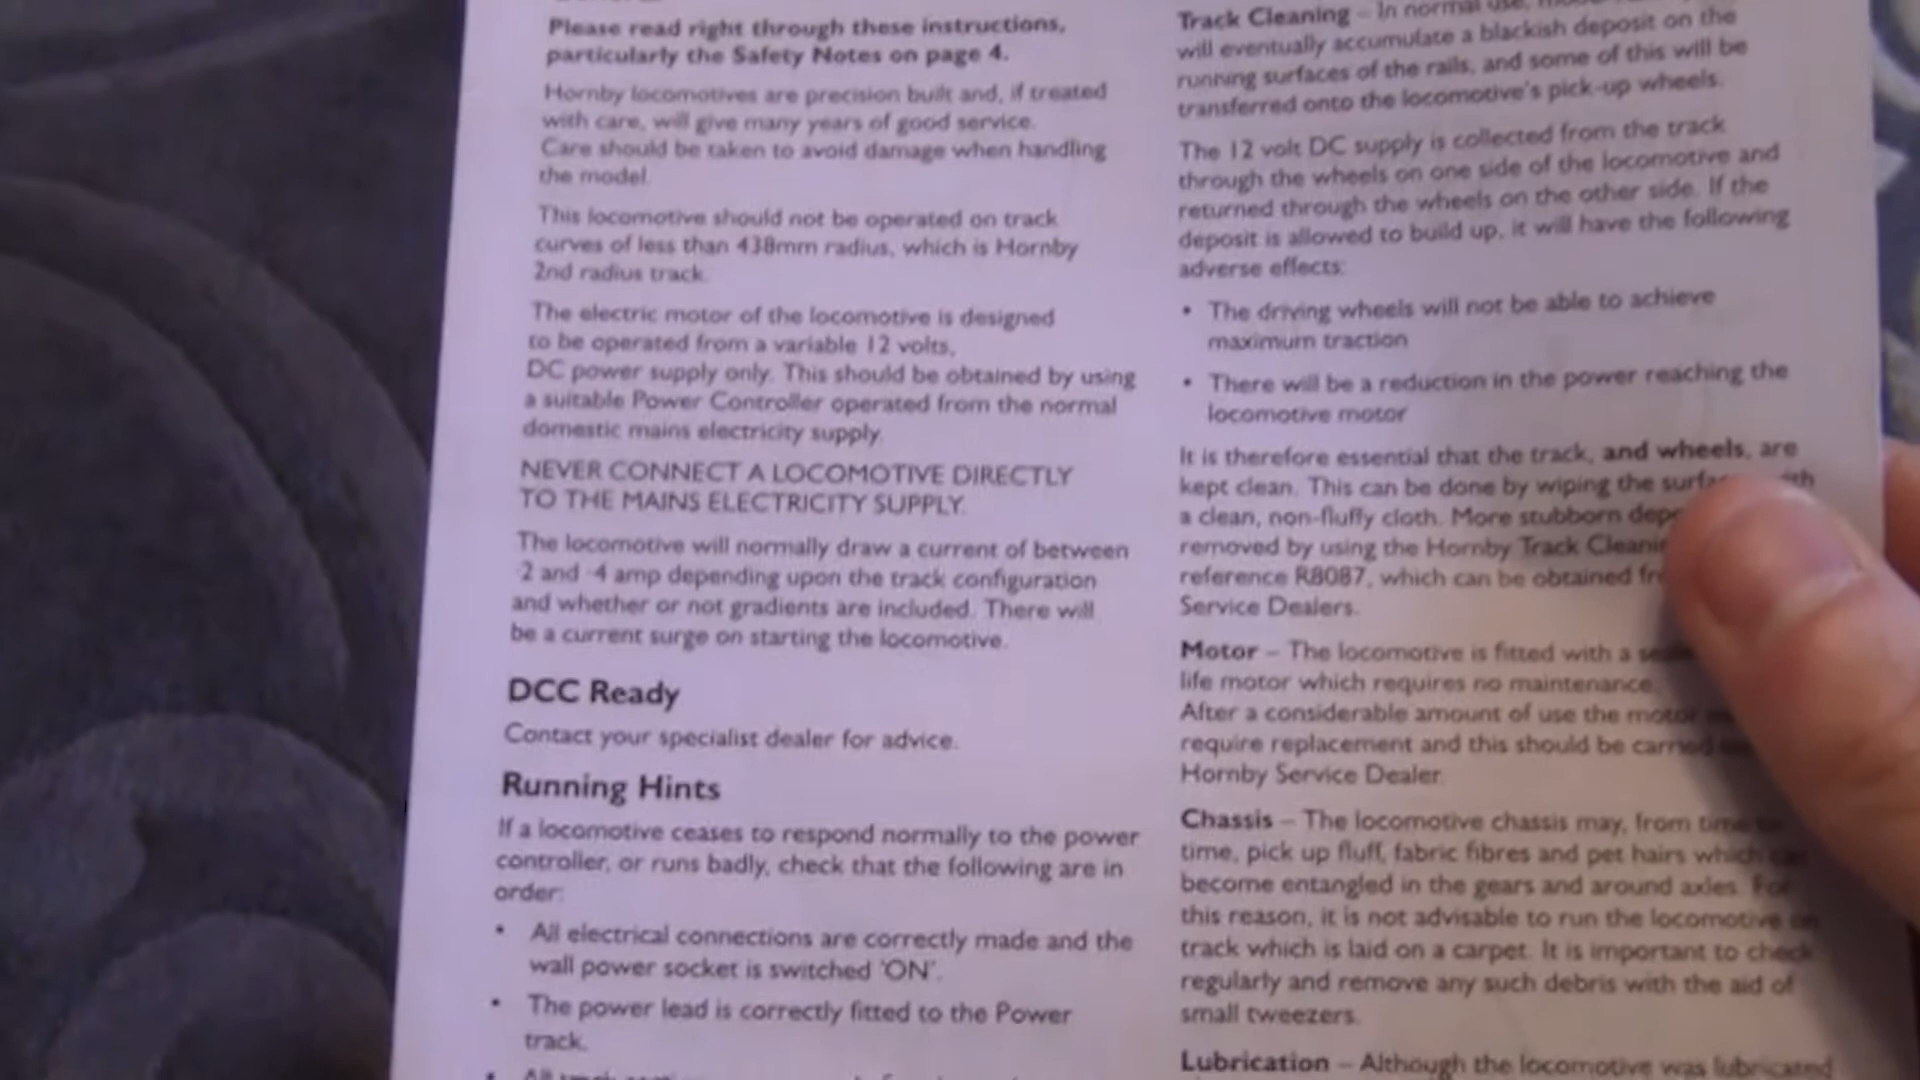 Please read right through these instructions,
particularly the Safety Notes on page 4.
Hornby locomotives are precision built and, if treated
with care, will give many years of good service.
Care should be taken to avoid damage when handling
the model.
This locomotive should not be operated on track
curves of less than 438mm radius, which is Hornby
2nd radius track.
The electric motor of the locomotive is designed
to be operated from a variable 12 volts,
DC power supply only. This should be obtained by using
a suitable Power Controller operated from the normal
domestic mains electricity supply.
NEVER CONNECT A LOCOMOTIVE DIRECTLY
TO THE MAINS ELECTRICITY SUPPLY.
The locomotive will normally draw a current of between
·2 and ·4 amp depending upon the track configuration
and whether or not gradients are included. There will
be a current surge on starting the locomotive.
DCC Ready
Contact your specialist dealer for advice.
Running Hints
If a locomotive ceases to respond normally to the power
controller, or runs badly, check that the following are in
order:
• All electrical connections are correctly made and the
wall power socket is switched 'ON'.
• The power lead is correctly fitted to the Power
track.
• All track
Track Cleaning – In normal use,
will eventually accumulate a blackish deposit on the
running surfaces of the rails, and some of this will be
transferred onto the locomotive's pick-up wheels.
The 12 volt DC supply is collected from the track
through the wheels on one side of the locomotive and
returned through the wheels on the other side. If the
deposit is allowed to build up, it will have the following
adverse effects:
• The driving wheels will not be able to achieve
maximum traction
• There will be a reduction in the power reaching the
locomotive motor
It is therefore essential that the track, and wheels, are
kept clean. This can be done by wiping the
a clean, non-fluffy cloth. More stubborn
removed by using the Hornby Track
reference R8087, which can be obtained
Service Dealers.
Motor – The locomotive is fitted with a
life motor which requires no maintenance.
After a considerable amount of use the motor
require replacement and this should be carried
Hornby Service Dealer.
Chassis – The locomotive chassis may, from time
time, pick up fluff, fabric fibres and pet hairs which can
become entangled in the gears and around axles. For
this reason, it is not advisable to run the locomotive on
track which is laid on a carpet. It is important to check
regularly and remove any such debris with the aid of
small tweezers.
Lubrication – Although the locomotive was lubricated